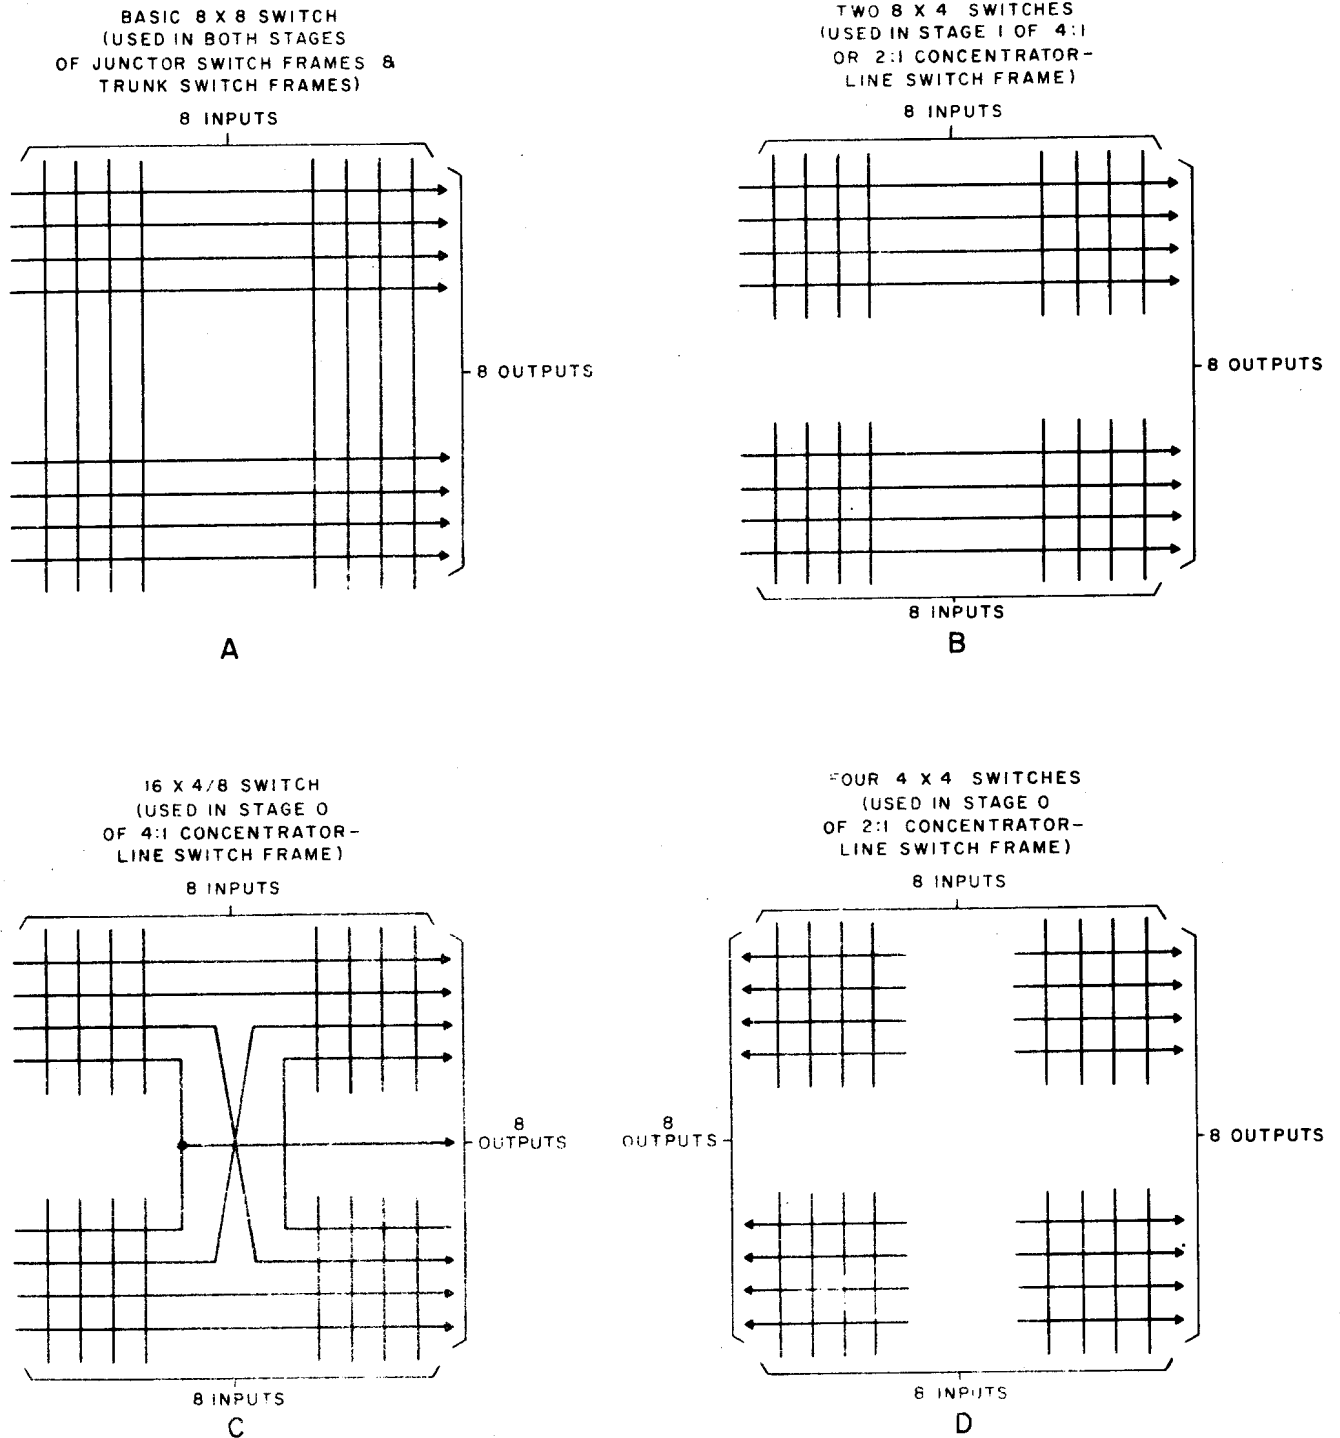 BASIC 8 X 8 SWITCH
(USED IN BOTH STAGES
OF JUNCTOR SWITCH FRAMES &
TRUNK SWITCH FRAMES)
8 INPUTS
8 OUTPUTS
A
TWO 8 X 4 SWITCHES
(USED IN STAGE 1 OF 4:1
OR 2:1 CONCENTRATOR-
LINE SWITCH FRAME)
8 INPUTS
8 OUTPUTS
8 INPUTS
B
16 X 4/8 SWITCH
(USED IN STAGE 0
OF 4:1 CONCENTRATOR-
LINE SWITCH FRAME)
8 INPUTS
8
OUTPUTS
8 INPUTS
C
FOUR 4 X 4 SWITCHES
(USED IN STAGE 0
OF 2:1 CONCENTRATOR-
LINE SWITCH FRAME)
8 INPUTS
8
OUTPUTS
8 OUTPUTS
8 INPUTS
D